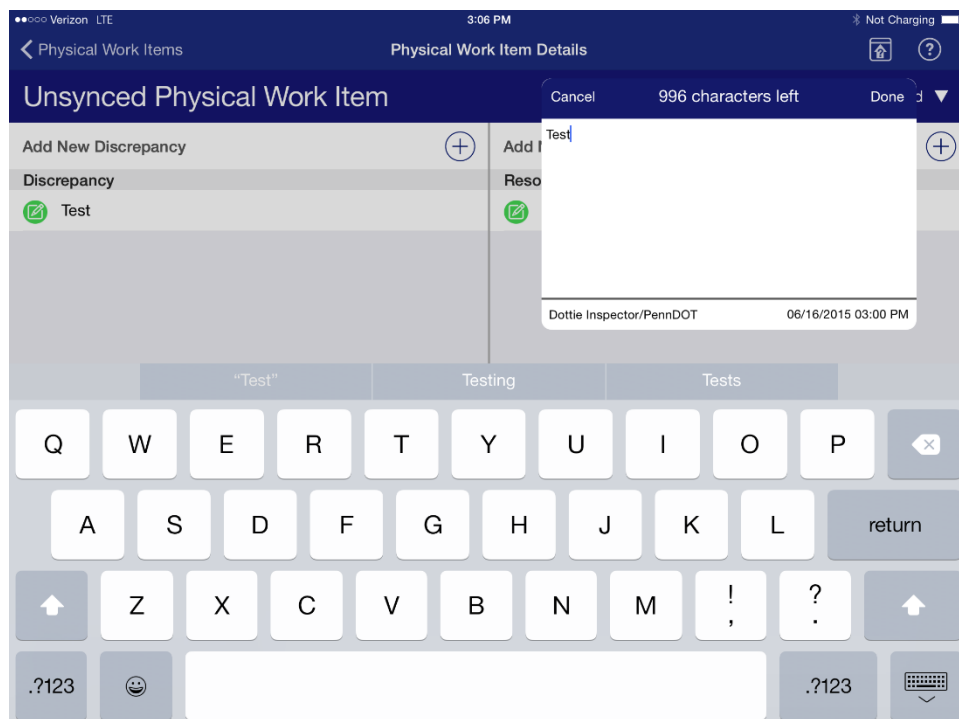 Verizon LTE 3:06 PM Not Charging
Physical Work Items Physical Work Item Details ?
Unsynced Physical Work Item
Cancel 996 characters left Done
Test
Add New Discrepancy
Discrepancy
Test
Add
Reso
Dottie Inspector/PennDOT 06/16/2015 03:00 PM
"Test" Testing Tests
Q W E R T Y U I O P
A S D F G H J K L return
Z X C V B N M ! , ? .
.?123 .?123